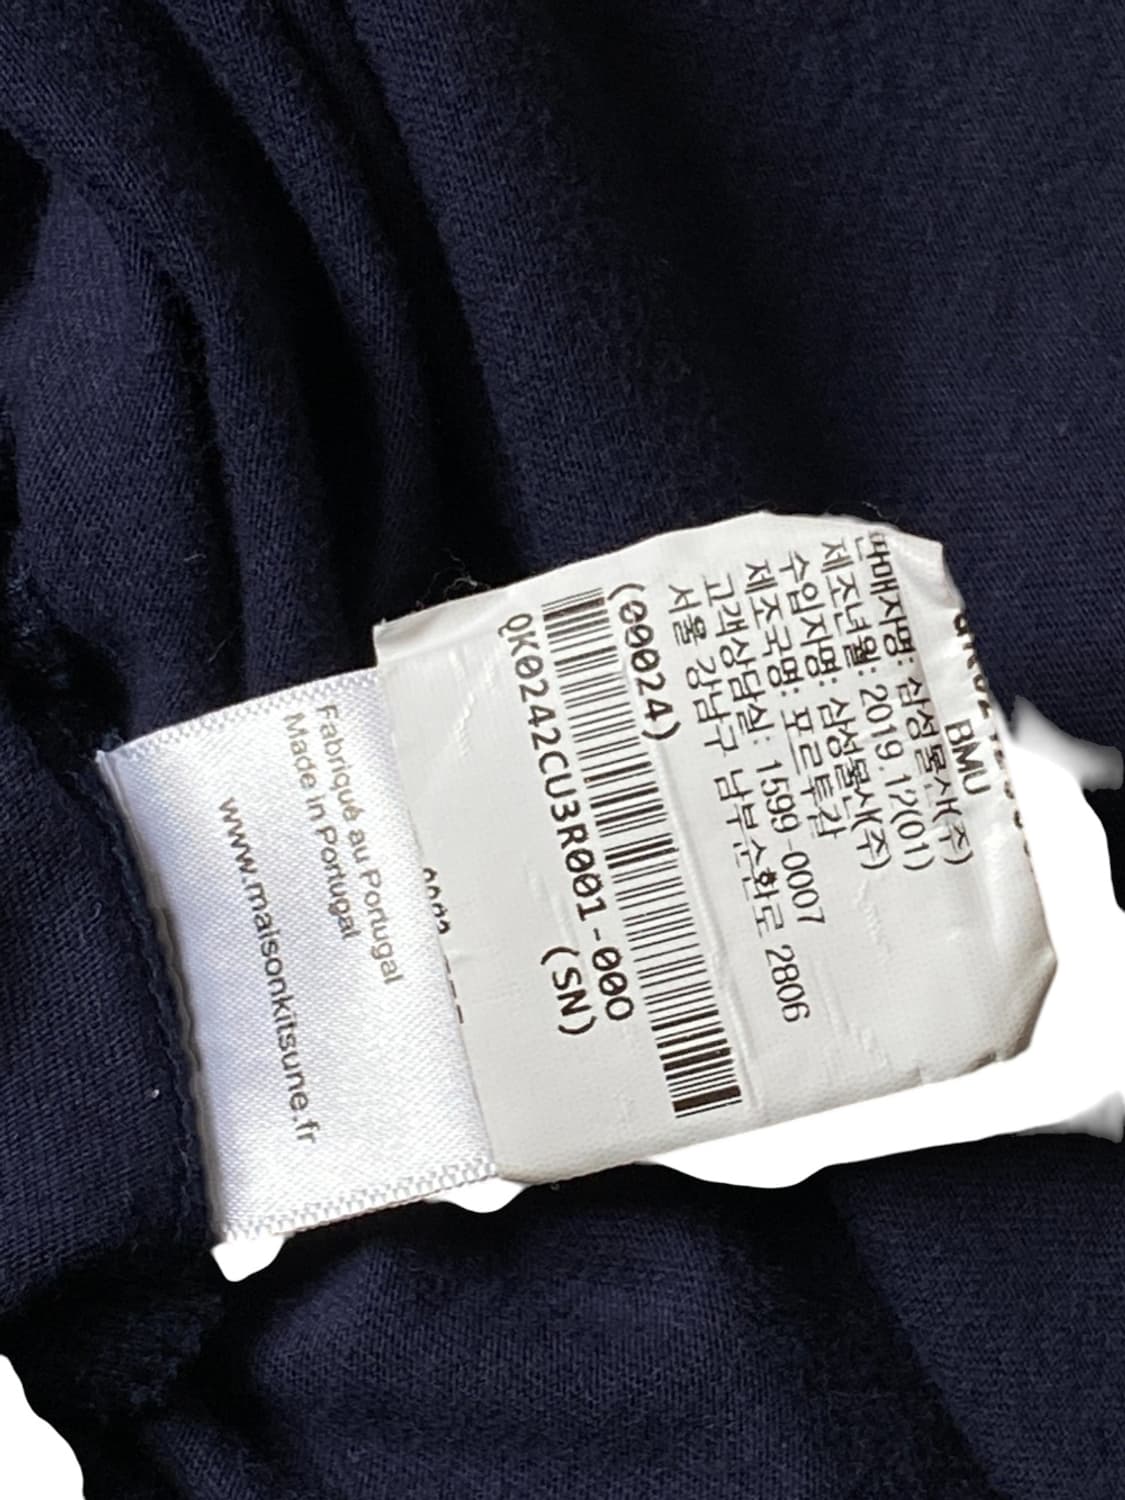 Fabriqué au Portugal
Made in Portugal
www.maisonkitsune.fr
BMU
판매자명: 삼성물산(주)
제조년월: 2019.12(01)
수입자명: 삼성물산(주)
제조국명: 포르투갈
고객상담실: 1599-0007
서울 강남구 남부순환로 2806
(09024)
QK0242CU3R001-000
(SN)